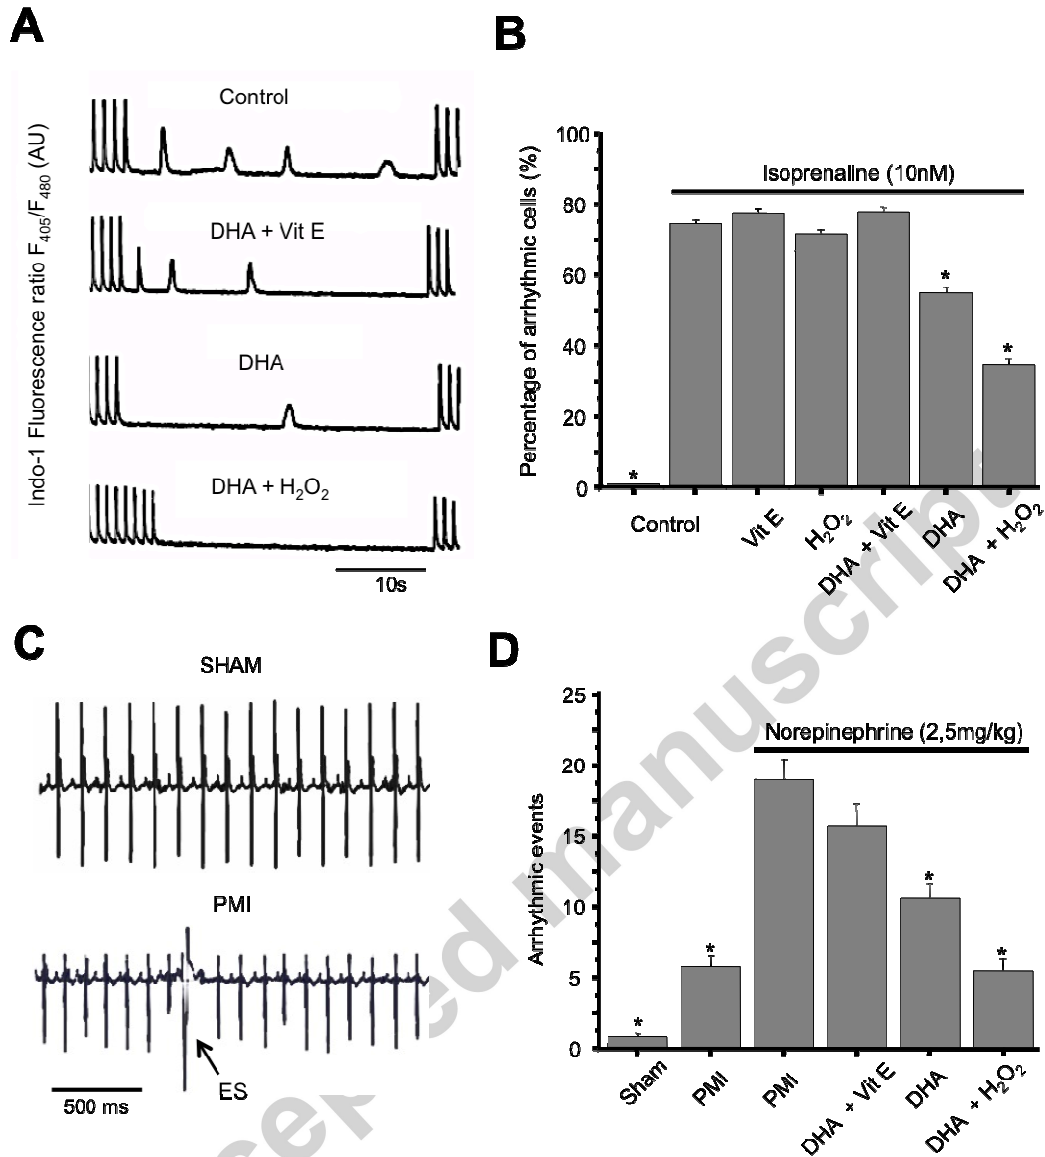 A
Indo-1 Fluorescence ratio F405/F480 (AU)
Control
DHA + Vit E
DHA
DHA + H2O2
10s
B
Percentage of arrhythmic cells (%)
100
80
60
40
20
0
Isoprenaline (10nM)
*
*
*
Control
Vit E
H2O2
DHA + Vit E
DHA
DHA + H2O2
C
SHAM
PMI
ES
500 ms
D
Arrhythmic events
25
20
15
10
5
0
Norepinephrine (2,5mg/kg)
*
*
*
*
Sham
PMI
PMI
DHA + Vit E
DHA
DHA + H2O2
cepted manuscript